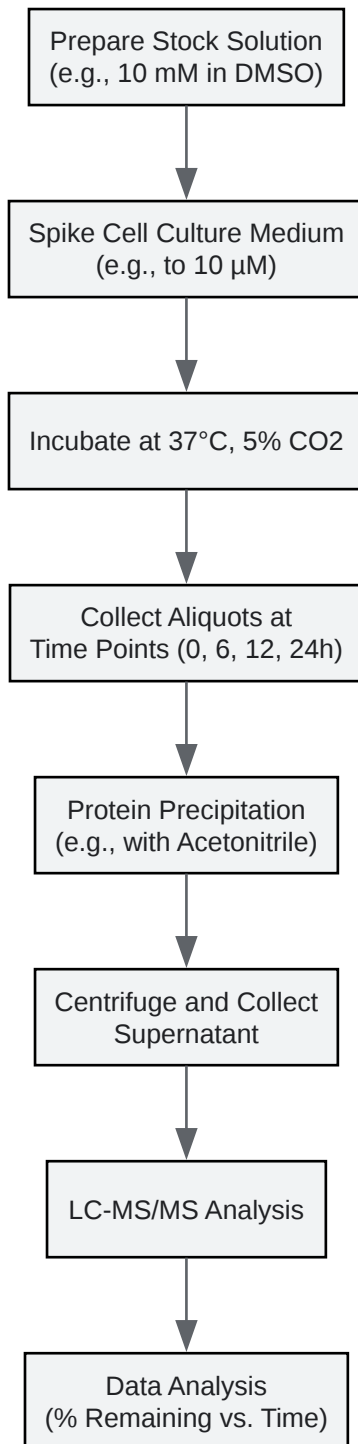 Prepare Stock Solution
(e.g., 10 mM in DMSO)
Spike Cell Culture Medium
(e.g., to 10 µM)
Incubate at 37°C, 5% CO2
Collect Aliquots at
Time Points (0, 6, 12, 24h)
Protein Precipitation
(e.g., with Acetonitrile)
Centrifuge and Collect
Supernatant
LC-MS/MS Analysis
Data Analysis
(% Remaining vs. Time)